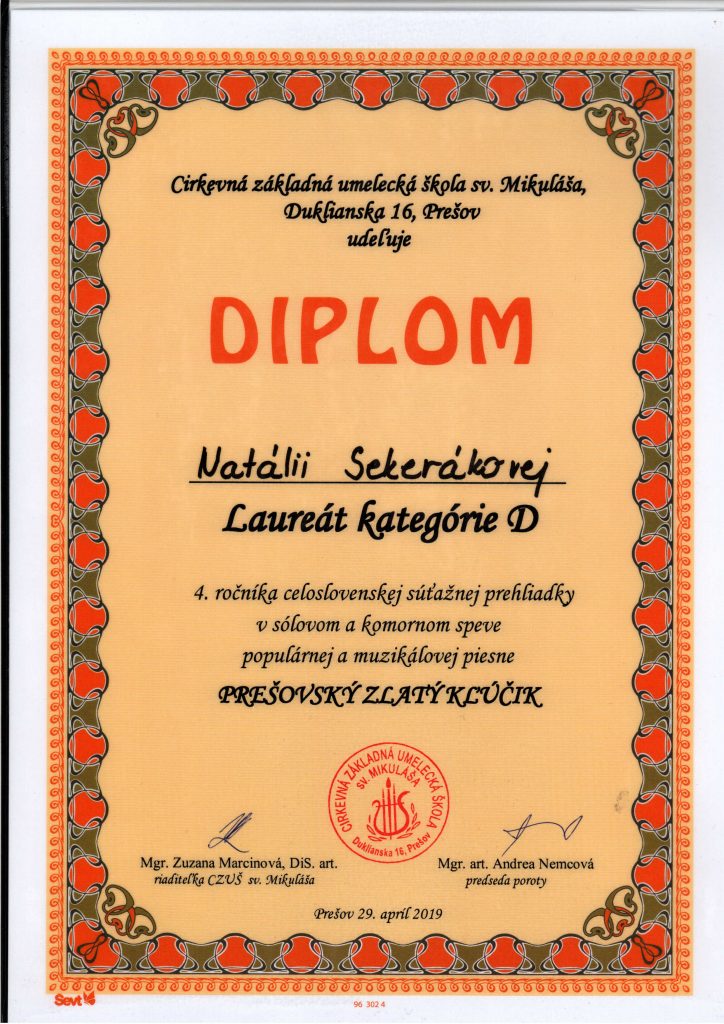 Cirkevná základná umelecká škola sv. Mikuláša,
Duklianska 16, Prešov
udeľuje
DIPLOM
Natálii Sekerákovej
Laureát kategórie D
4. ročníka celoslovenskej súťažnej prehliadky
v sólovom a komornom speve
populárnej a muzikálovej piesne
PREŠOVSKÝ ZLATÝ KĽÚČIK
CIRKEVNÁ ZÁKLADNÁ UMELECKÁ ŠKOLA
SV. MIKULÁŠA
Duklianska 16, Prešov
Mgr. Zuzana Marcinová, DiS. art.
riaditeľka CZUŠ sv. Mikuláša
Mgr. art. Andrea Nemcová
predseda poroty
Prešov 29. apríl 2019
Sevt
96 302 4